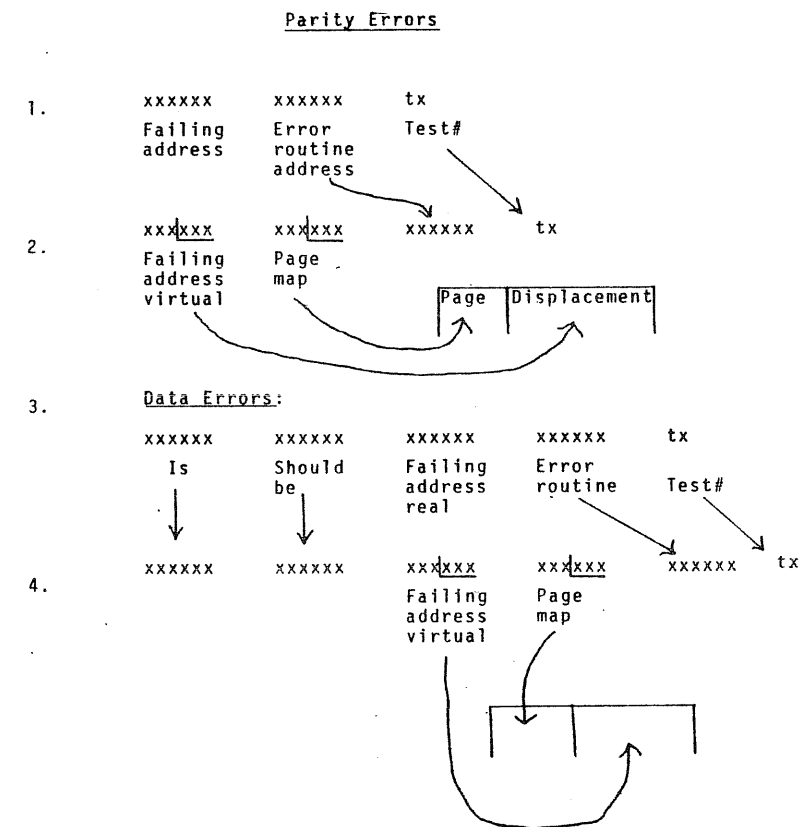 Parity Errors
1. xxxxxx xxxxxx tx
Failing Error Test#
address routine
address
2. xxxxxx xxxxxx xxxxxx tx
Failing Page
address map
virtual
Page Displacement
3. Data Errors:
xxxxxx xxxxxx xxxxxx xxxxxx tx
Is Should Failing Error
be address routine Test#
real
4. xxxxxx xxxxxx xxxxxx xxxxxx xxxxxx tx
Failing Page
address map
virtual